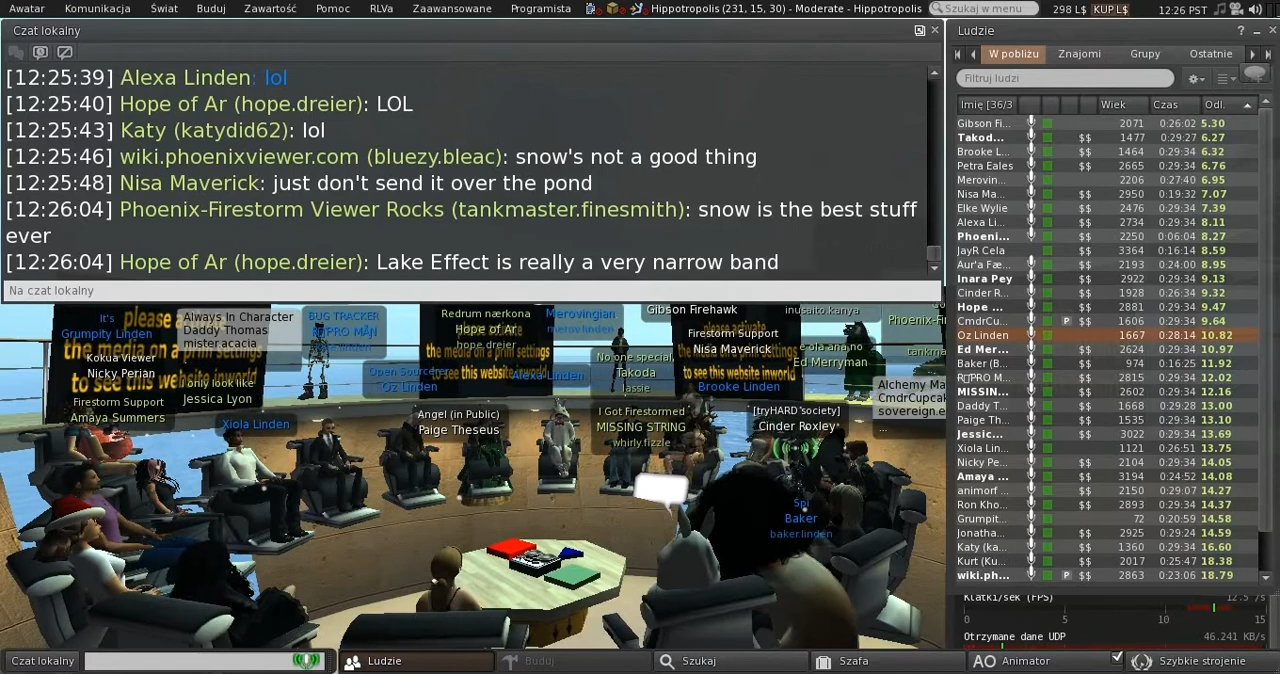 Awatar Komunikacja Świat Buduj Zawartość Pomoc RLVa Zaawansowane Programista Hippotropolis (231, 15, 30) - Moderate - Hippotropolis Szukaj w menu 298 L$ KUP L$ 12:26 PST
Czat lokalny
[12:25:39] Alexa Linden: lol
[12:25:40] Hope of Ar (hope.dreier): LOL
[12:25:43] Katy (katydid62): lol
[12:25:46] wiki.phoenixviewer.com (bluezy.bleac): snow's not a good thing
[12:25:48] Nisa Maverick: just don't send it over the pond
[12:26:04] Phoenix-Firestorm Viewer Rocks (tankmaster.finesmith): snow is the best stuff
ever
[12:26:04] Hope of Ar (hope.dreier): Lake Effect is really a very narrow band
Na czat lokalny
It's
Grumpity Linden
Kokua Viewer
Nicky Perian
Firestorm Support
Amaya Summers
Always In Character
Daddy Thomas
mister.acacia
I only look like
Jessica Lyon
Xiola Linden
BUG TRACKER
Open Sourcerer
Oz Linden
Redrum nærkona
Hope of Ar
hope.dreier
Angel (in Public)
Paige Theseus
Merovingian
merov.linden
Alexa Linden
No one special
Takoda
lassie
I Got Firestormed
MISSING STRING
whirly.fizzle
Gibson Firehawk
Firestorm Support
Nisa Maverick
Brooke Linden
[tryHARD society]
Cinder Roxley
inusaito.kanya
Ed Merryman
Phoenix-Fi
tankma
Alchemy Ma
CmdrCupcak
sovereign.e
...
Śpi
Baker
baker.linden
Ludzie
W pobliżu Znajomi Grupy Ostatnie
Filtruj ludzi
Imię [36/3 Wiek Czas Odl.
Gibson Fi... 2071 0:26:02 5.30
Takod... $$ 1477 0:29:27 6.27
Brooke L... $$ 1464 0:29:34 6.32
Petra Eales $$ 2665 0:29:34 6.76
Merovin... 2206 0:27:40 6.95
Nisa Ma... $$ 2950 0:19:32 7.07
Elke Wylie $$ 2476 0:29:34 7.39
Alexa Li... $$ 2734 0:29:34 8.11
Phoeni... $$ 2250 0:06:04 8.27
JayR Cela $$ 3364 0:16:14 8.59
Aur'a Fæ... $$ 2193 0:24:00 8.95
Inara Pey $$ 2922 0:29:34 9.13
Cinder R... $$ 1928 0:26:34 9.32
Hope ... $$ 2881 0:29:34 9.47
CmdrCu... P $$ 1606 0:29:34 9.64
Oz Linden 1667 0:28:14 10.82
Ed Mer... $$ 2624 0:29:34 10.97
Baker (B... 974 0:16:25 11.92
$$ 2815 0:29:34 12.02
MISSIN... $$ 2602 0:29:34 12.16
Daddy T... $$ 1668 0:29:28 13.00
Paige Th... $$ 1535 0:29:34 13.10
Jessic... $$ 3022 0:29:34 13.69
Xiola Lin... 1121 0:26:51 13.75
Nicky Pe... $$ 2104 0:29:34 14.05
Amaya ... $$ 3194 0:24:52 14.08
animorf ... $$ 2150 0:29:07 14.27
Ron Kho... $$ 2893 0:29:34 14.37
Grumpit... 72 0:20:59 14.58
Jonatha... $$ 2925 0:29:24 14.59
Katy (ka... $$ 1360 0:29:34 16.60
Kurt (Ku... $$ 2017 0:25:47 18.38
wiki.ph... P $$ 2863 0:23:06 18.79
Klatki/sek (FPS) 12.5 /s
0 5 10 15
Otrzymane dane UDP 46.241 KB/s
Czat lokalny Ludzie Buduj Szukaj Szafa AO Animator Szybkie strojenie